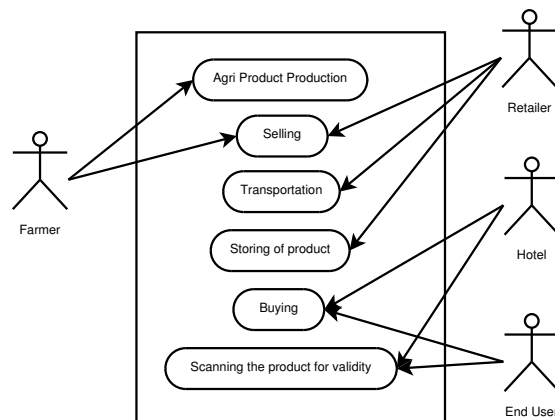 Agri Product Production
Retailer
Selling
Farmer
Transportation
Storing of product
Hotel
Buying
Scanning the product for validity
End User